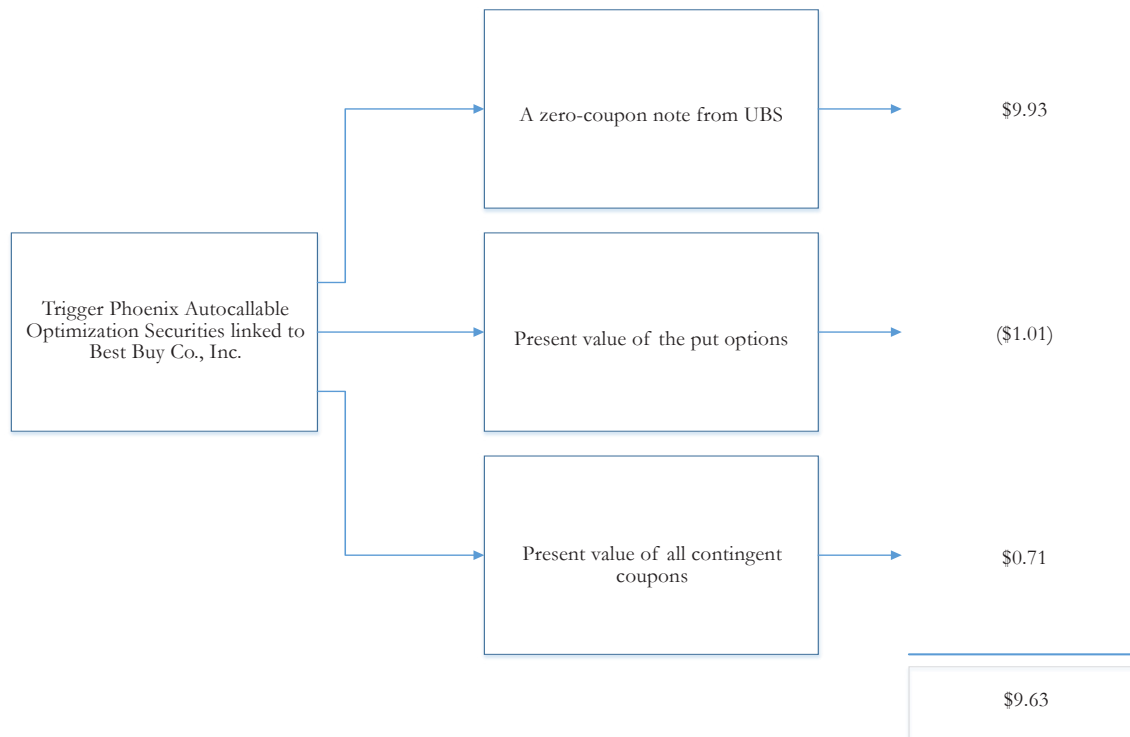 A zero-coupon note from UBS
$9.93
Trigger Phoenix Autocallable
Optimization Securities linked to
Best Buy Co., Inc.
Present value of the put options
($1.01)
Present value of all contingent
coupons
$0.71
$9.63